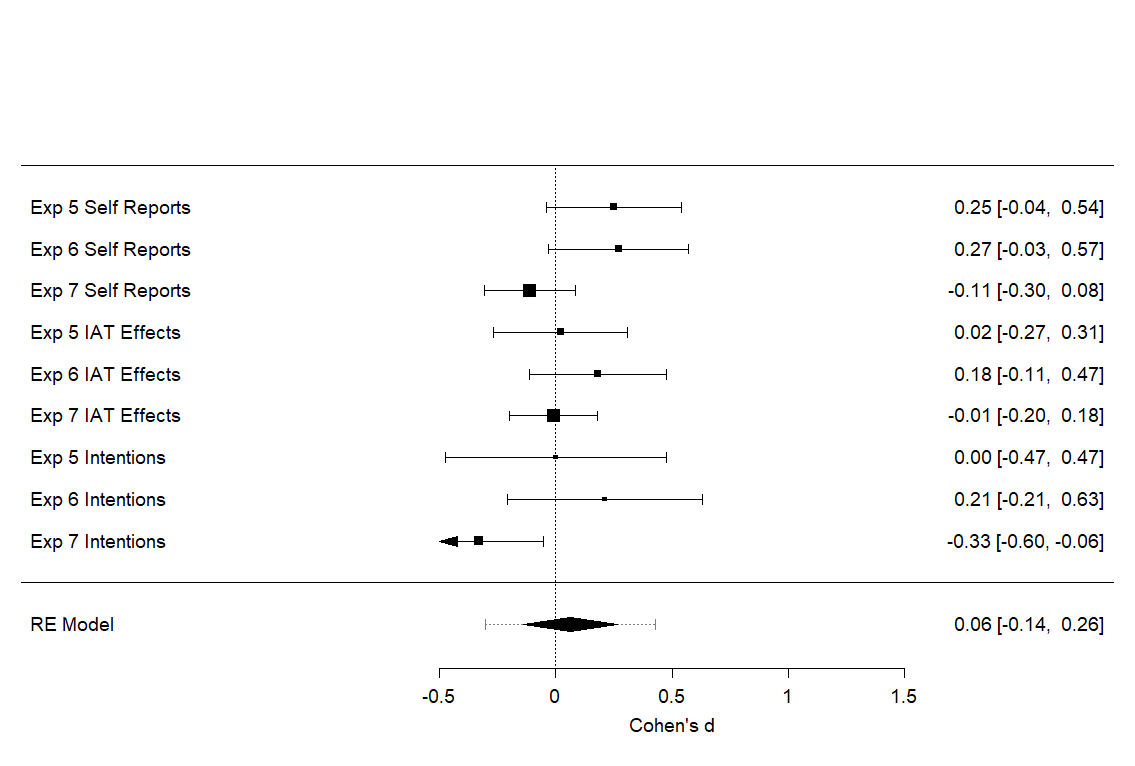 Exp 5 Self Reports 0.25 [-0.04, 0.54]
Exp 6 Self Reports 0.27 [-0.03, 0.57]
Exp 7 Self Reports -0.11 [-0.30, 0.08]
Exp 5 IAT Effects 0.02 [-0.27, 0.31]
Exp 6 IAT Effects 0.18 [-0.11, 0.47]
Exp 7 IAT Effects -0.01 [-0.20, 0.18]
Exp 5 Intentions 0.00 [-0.47, 0.47]
Exp 6 Intentions 0.21 [-0.21, 0.63]
Exp 7 Intentions -0.33 [-0.60, -0.06]
RE Model 0.06 [-0.14, 0.26]
-0.5 0 0.5 1 1.5
Cohen's d